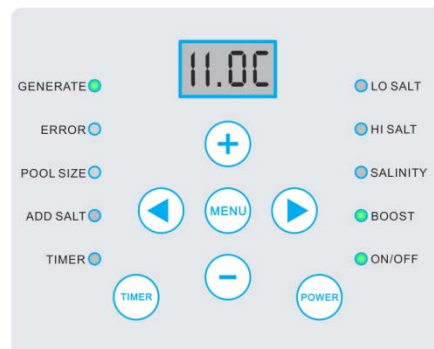 11.0C
GENERATE
LO SALT
ERROR
HI SALT
POOL SIZE
SALINITY
MENU
ADD SALT
BOOST
TIMER
ON/OFF
TIMER
POWER